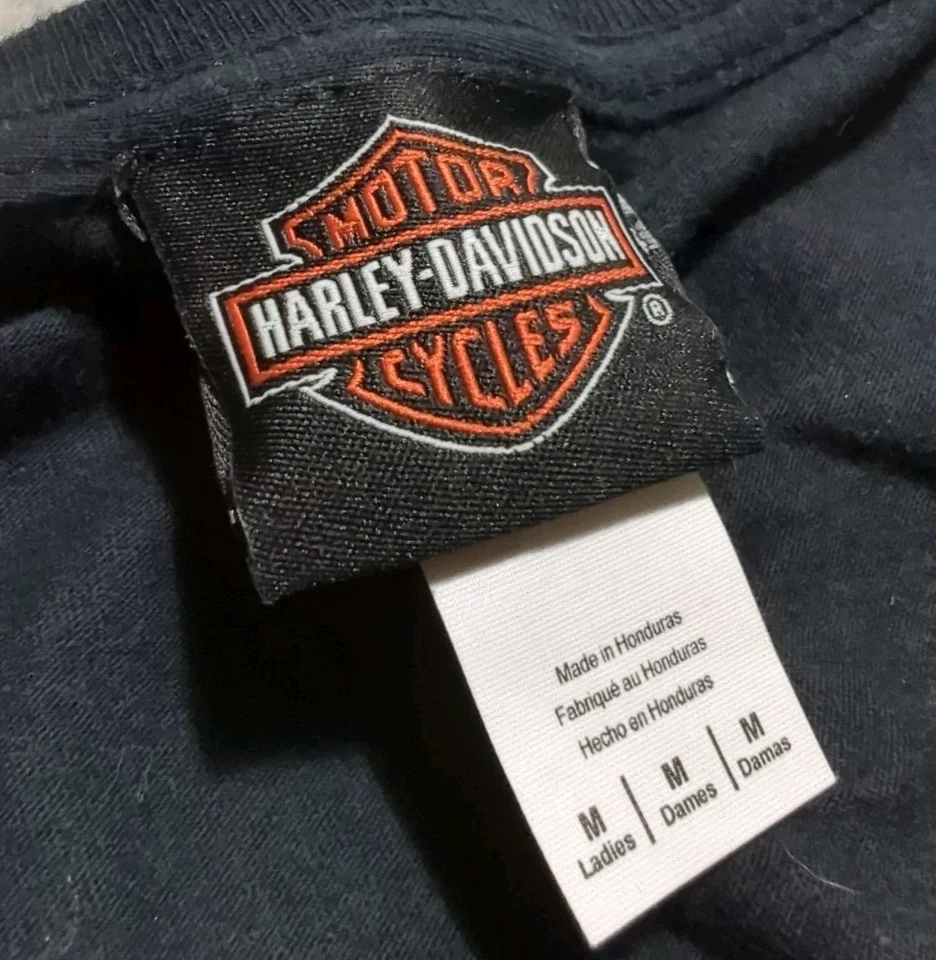 MOTOR
HARLEY-DAVIDSON
CYCLES
®
Made in Honduras
Fabriqué au Honduras
Hecho en Honduras
M | M | M
Ladies | Dames | Damas